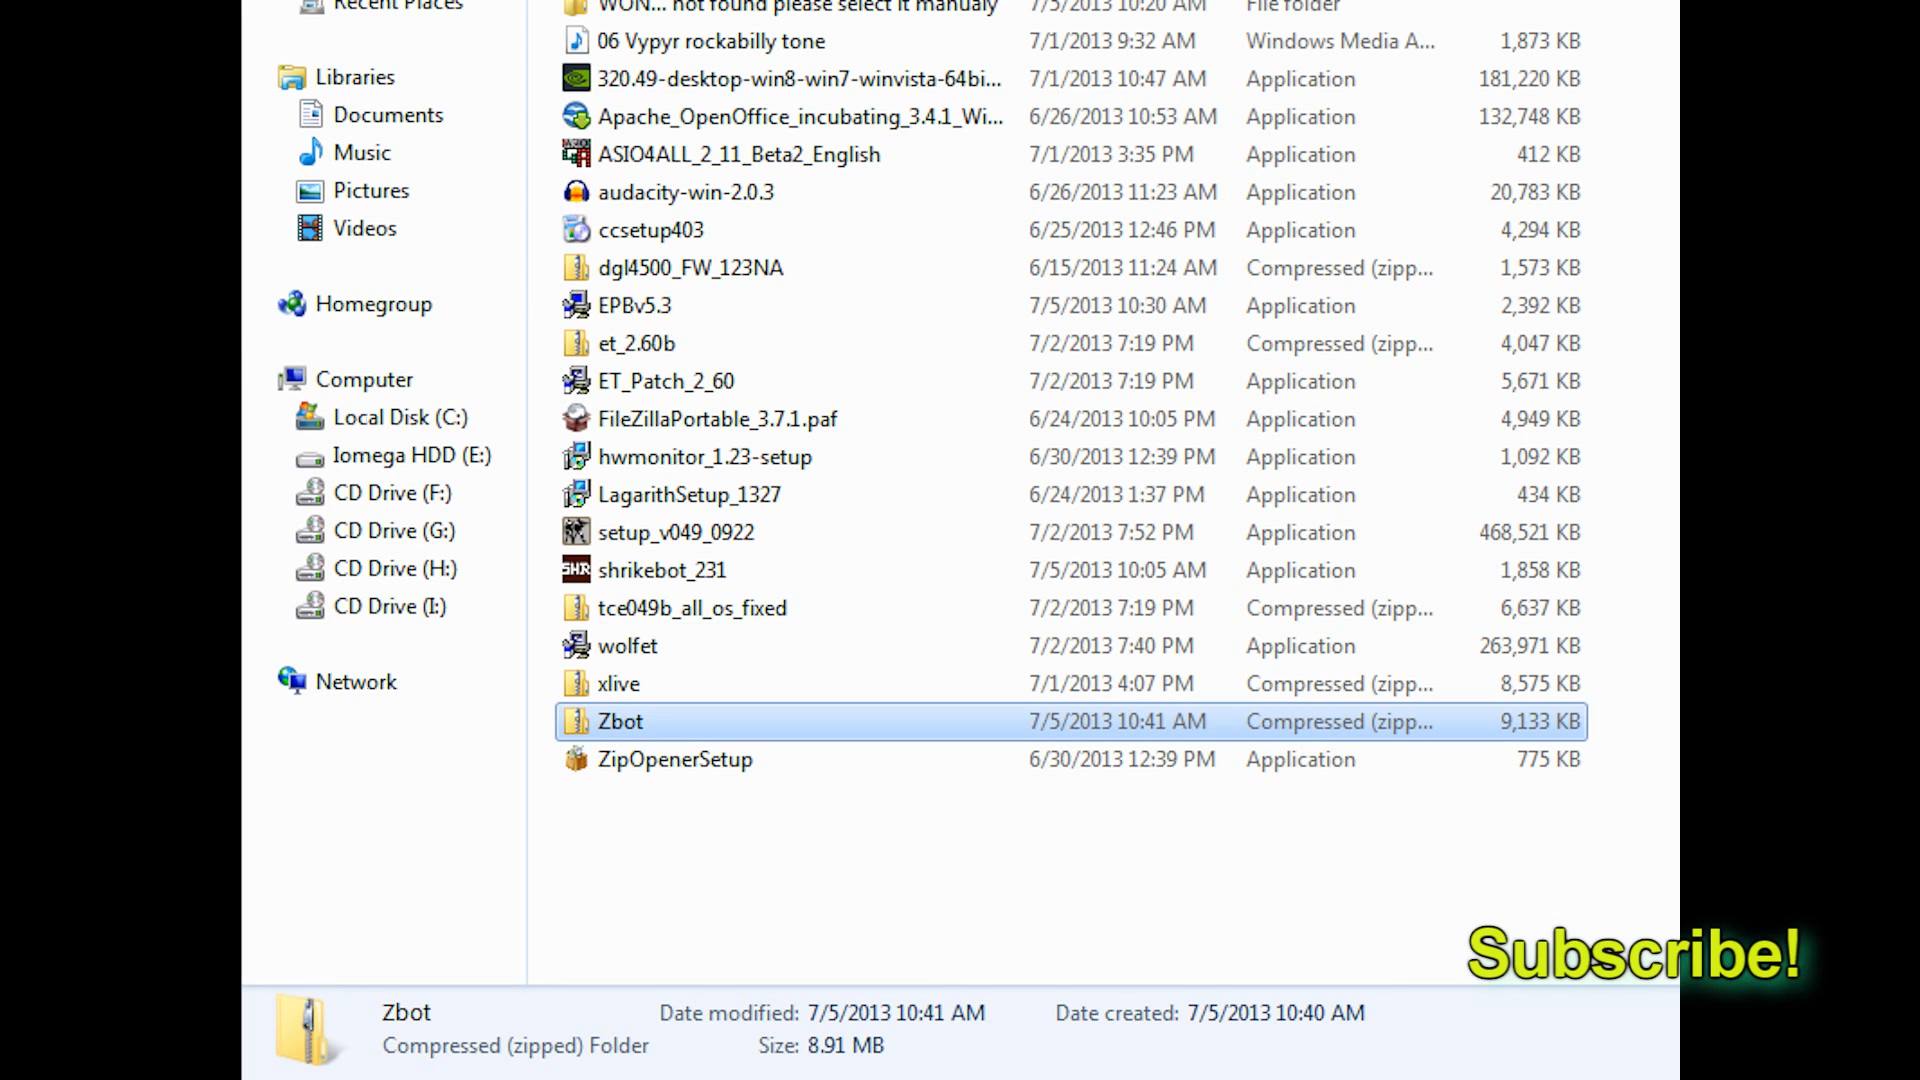 Recent Places
WON... not found please select it manualy 7/5/2013 10:20 AM File folder
06 Vypyr rockabilly tone 7/1/2013 9:32 AM Windows Media A... 1,873 KB
Libraries 320.49-desktop-win8-win7-winvista-64bi... 7/1/2013 10:47 AM Application 181,220 KB
Documents Apache_OpenOffice_incubating_3.4.1_Wi... 6/26/2013 10:53 AM Application 132,748 KB
Music ASIO4ALL_2_11_Beta2_English 7/1/2013 3:35 PM Application 412 KB
Pictures audacity-win-2.0.3 6/26/2013 11:23 AM Application 20,783 KB
Videos ccsetup403 6/25/2013 12:46 PM Application 4,294 KB
dgl4500_FW_123NA 6/15/2013 11:24 AM Compressed (zipp... 1,573 KB
Homegroup EPBv5.3 7/5/2013 10:30 AM Application 2,392 KB
et_2.60b 7/2/2013 7:19 PM Compressed (zipp... 4,047 KB
Computer ET_Patch_2_60 7/2/2013 7:19 PM Application 5,671 KB
Local Disk (C:) FileZillaPortable_3.7.1.paf 6/24/2013 10:05 PM Application 4,949 KB
Iomega HDD (E:) hwmonitor_1.23-setup 6/30/2013 12:39 PM Application 1,092 KB
CD Drive (F:) LagarithSetup_1327 6/24/2013 1:37 PM Application 434 KB
CD Drive (G:) setup_v049_0922 7/2/2013 7:52 PM Application 468,521 KB
CD Drive (H:) SHR shrikebot_231 7/5/2013 10:05 AM Application 1,858 KB
CD Drive (I:) tce049b_all_os_fixed 7/2/2013 7:19 PM Compressed (zipp... 6,637 KB
wolfet 7/2/2013 7:40 PM Application 263,971 KB
Network xlive 7/1/2013 4:07 PM Compressed (zipp... 8,575 KB
Zbot 7/5/2013 10:41 AM Compressed (zipp... 9,133 KB
ZipOpenerSetup 6/30/2013 12:39 PM Application 775 KB
Subscribe!
Zbot Date modified: 7/5/2013 10:41 AM Date created: 7/5/2013 10:40 AM
Compressed (zipped) Folder Size: 8.91 MB